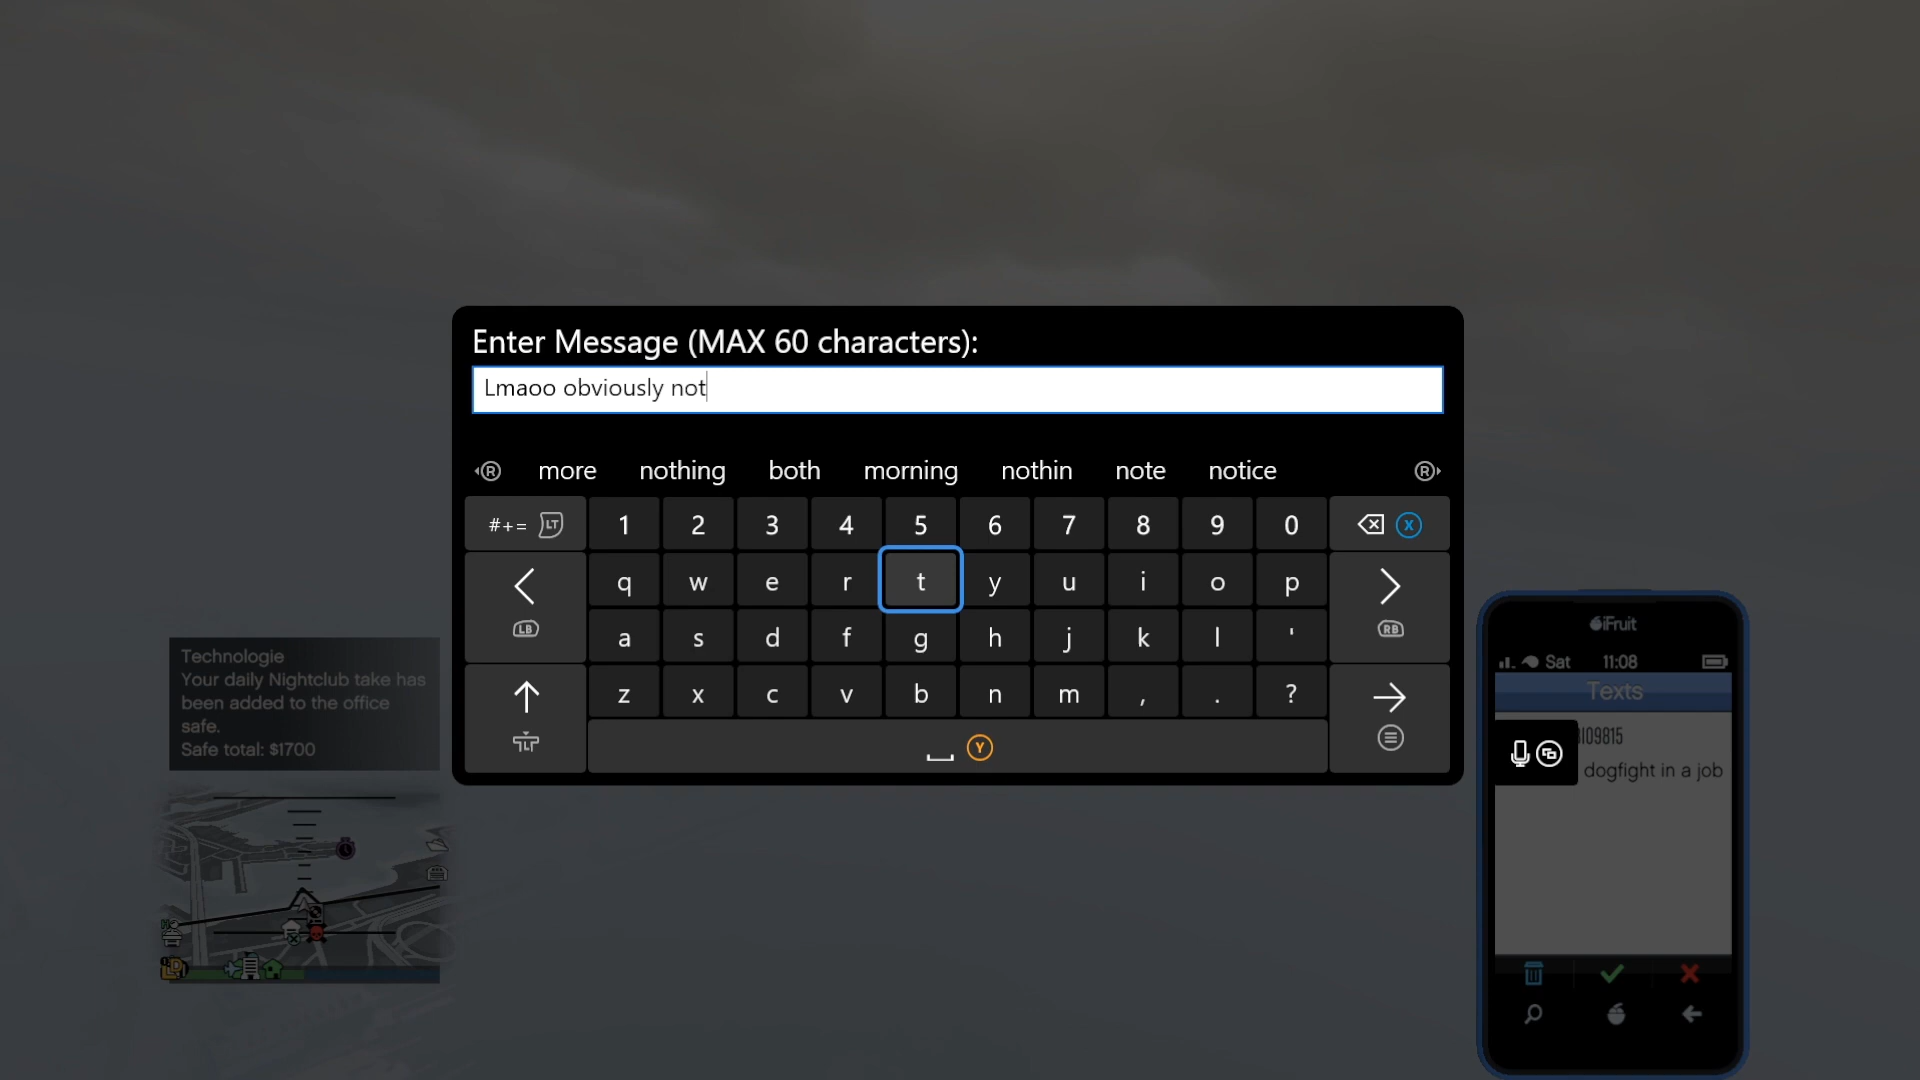 Enter Message (MAX 60 characters):
Lmaoo obviously not
R more nothing both morning nothin note notice R
#+= LT 1 2 3 4 5 6 7 8 9 0 X
q w e r t y u i o p
LB RB
a s d f g h j k l '
z x c v b n m , . ?
Y
Technologie
Your daily Nightclub take has
been added to the office
safe.
Safe total: $1700
iFruit
Sat 11:08
Texts
09815
dogfight in a job